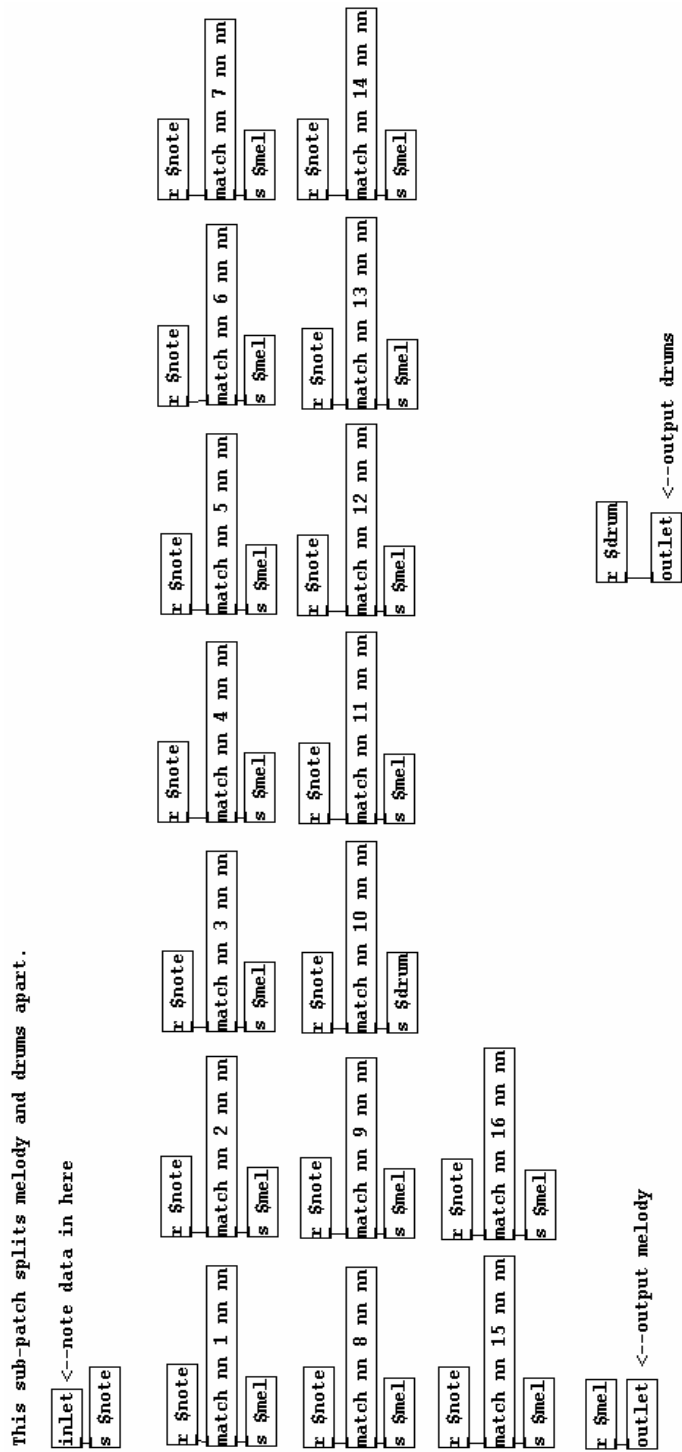 This sub-patch splits melody and drums apart.
inlet <--note data in here
s $note
r $note r $note r $note r $note r $note r $note r $note
match nn 1 nn nn match nn 2 nn nn match nn 3 nn nn match nn 4 nn nn match nn 5 nn nn match nn 6 nn nn match nn 7 nn nn
s $mel s $mel s $mel s $mel s $mel s $mel s $mel
r $note r $note r $note r $note r $note r $note r $note
match nn 8 nn nn match nn 9 nn nn match nn 10 nn nn match nn 11 nn nn match nn 12 nn nn match nn 13 nn nn match nn 14 nn nn
s $mel s $mel s $drum s $mel s $mel s $mel s $mel
r $note r $note
match nn 15 nn nn match nn 16 nn nn
s $mel s $mel
r $mel r $drum
outlet <--output melody outlet <--output drums